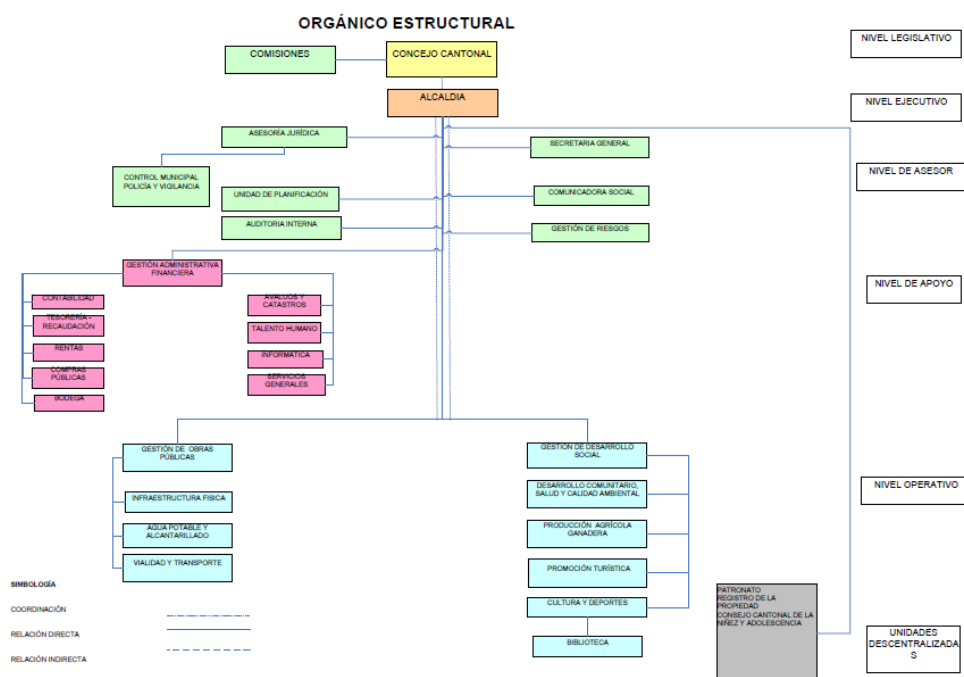 ORGÁNICO ESTRUCTURAL
COMISIONES
CONCEJO CANTONAL
NIVEL LEGISLATIVO
ALCALDIA
NIVEL EJECUTIVO
ASESORÍA JURÍDICA
SECRETARIA GENERAL
CONTROL MUNICIPAL
POLICÍA Y VIGILANCIA
NIVEL DE ASESOR
UNIDAD DE PLANIFICACIÓN
COMUNICADORA SOCIAL
AUDITORIA INTERNA
GESTIÓN DE RIESGOS
GESTIÓN ADMINISTRATIVA
FINANCIERA
NIVEL DE APOYO
CONTABILIDAD
TESORERÍA -
RECAUDACIÓN
RENTAS
COMPRAS
PÚBLICAS
BODEGA
AVALUOS Y
CATASTROS
TALENTO HUMANO
INFORMATICA
SERVICIOS
GENERALES
GESTIÓN DE OBRAS
PÚBLICAS
INFRAESTRUCTURA FISICA
AGUA POTABLE Y
ALCANTARILLADO
VIALIDAD Y TRANSPORTE
GESTIÓN DE DESARROLLO
SOCIAL
DESARROLLO COMUNITARIO,
SALUD Y CALIDAD AMBIENTAL
PRODUCCIÓN AGRÍCOLA
GANADERA
PROMOCIÓN TURÍSTICA
CULTURA Y DEPORTES
BIBLIOTECA
NIVEL OPERATIVO
PATRONATO
REGISTRO DE LA
PROPIEDAD
CONSEJO CANTONAL DE LA
NIÑEZ Y ADOLESCENCIA
UNIDADES
DESCENTRALIZADA
S
SIMBOLOGÍA
COORDINACIÓN
RELACIÓN DIRECTA
RELACIÓN INDIRECTA